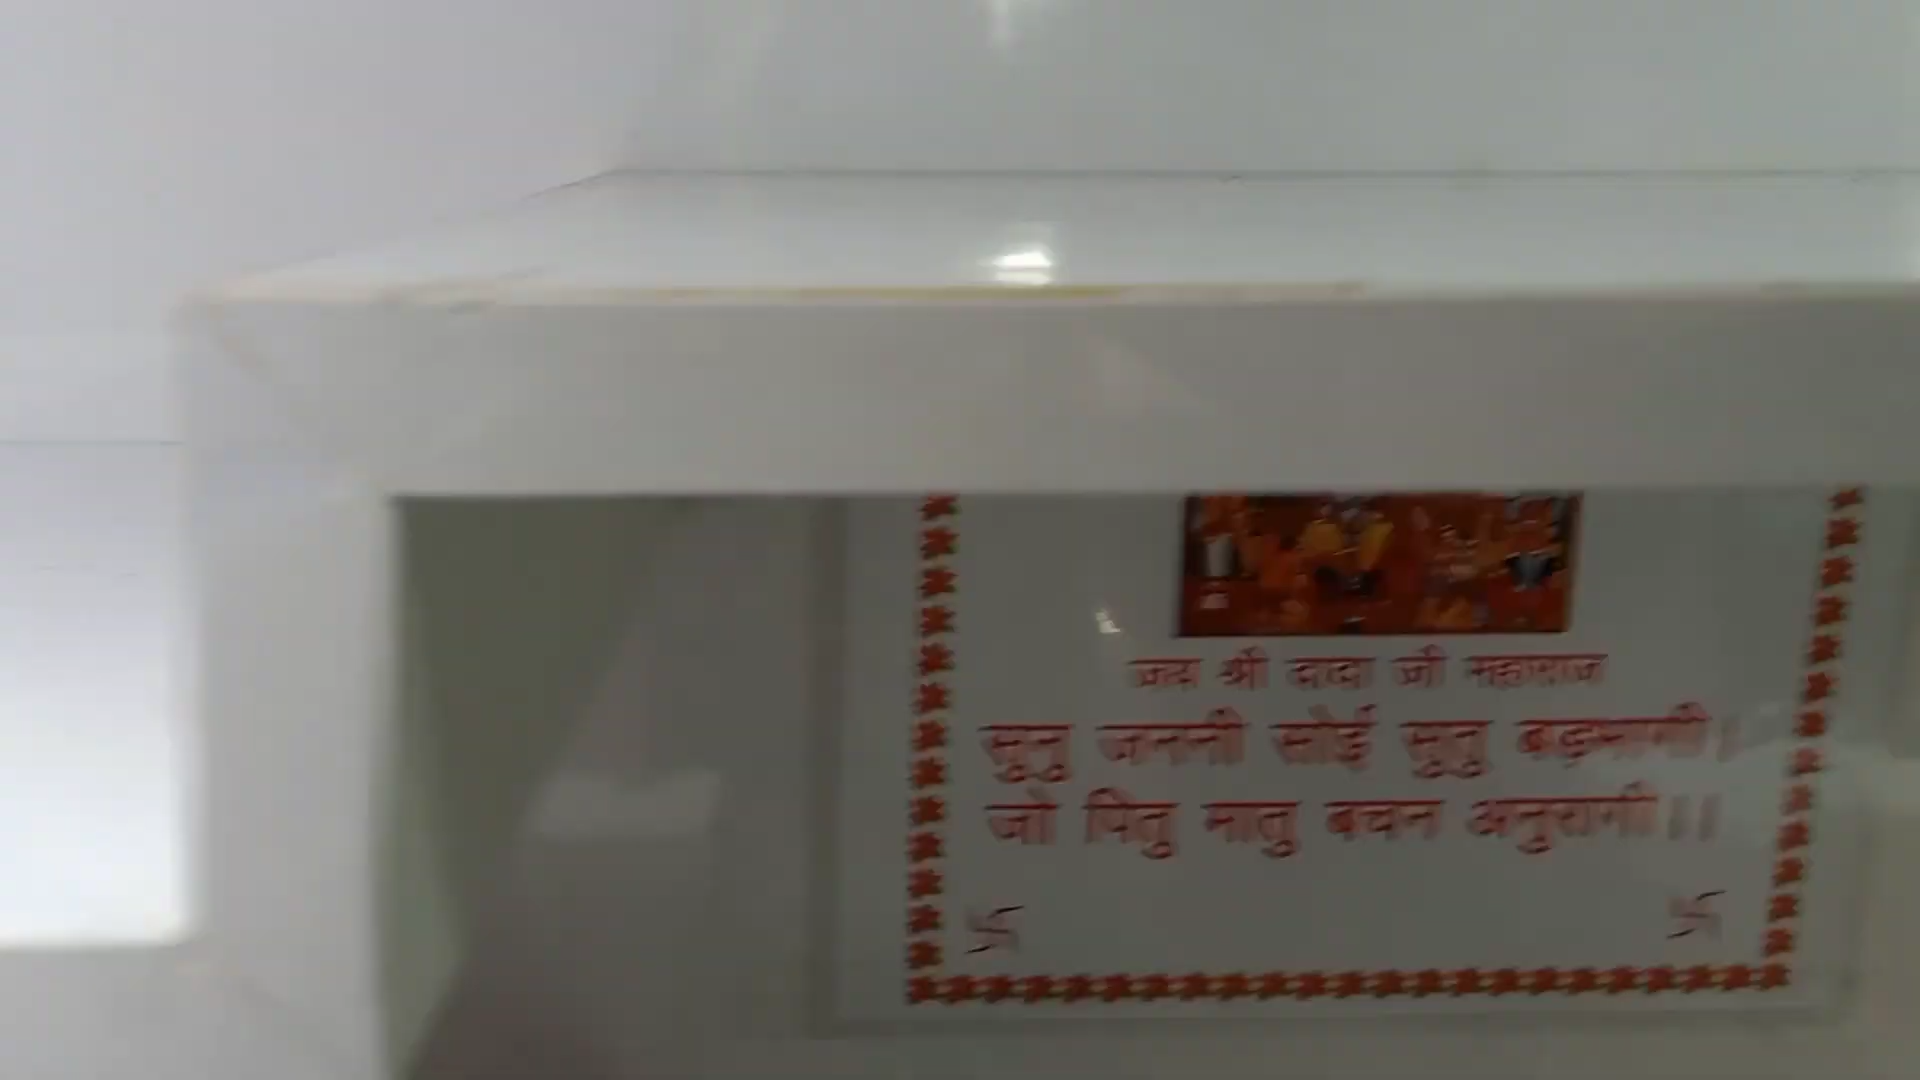 जय श्री दादा जी महाराज
सुनु जननी सोई सुतु बड़भागी।
जो पितु मातु बचन अनुरागी।।